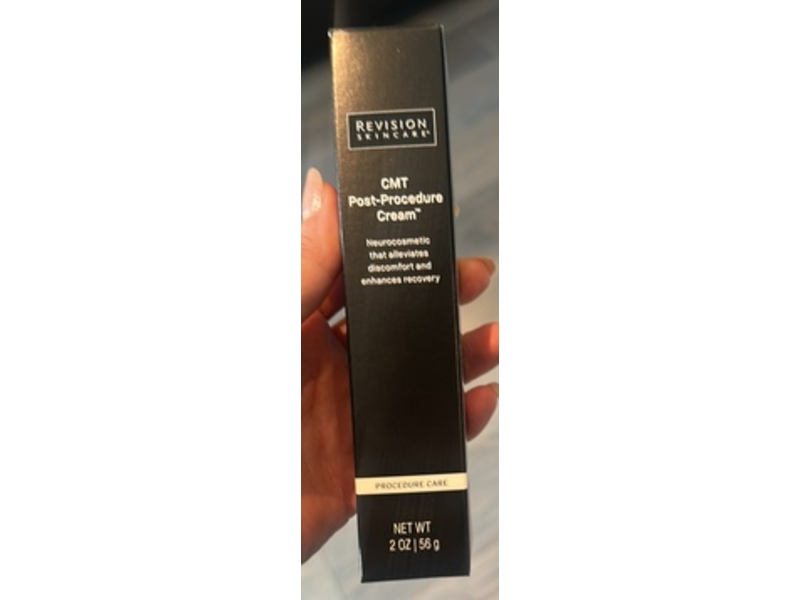 REVISION
SKINCARE®
CMT
Post-Procedure
Cream™
Neurocosmetic
that alleviates
discomfort and
enhances recovery
PROCEDURE CARE
NET WT
2 OZ | 56 g